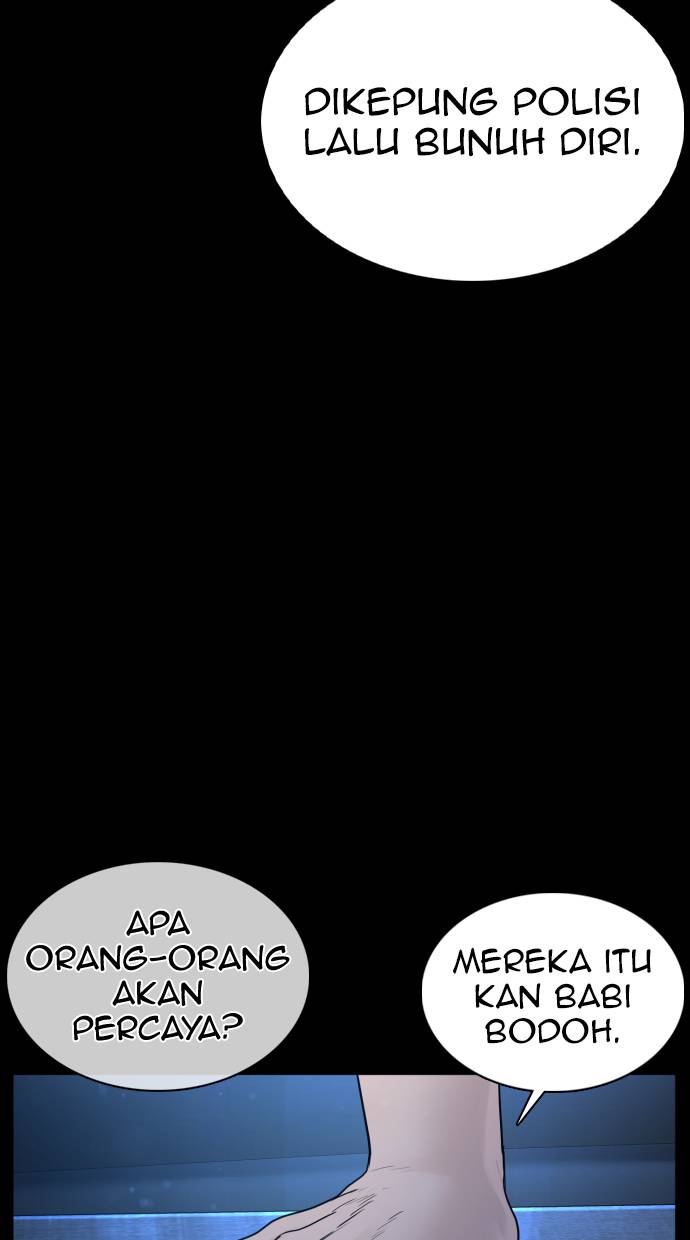 DIKEPUNG POLISI
LALU BUNUH DIRI.
APA
ORANG-ORANG
AKAN
PERCAYA?
MEREKA ITU
KAN BABI
BODOH.